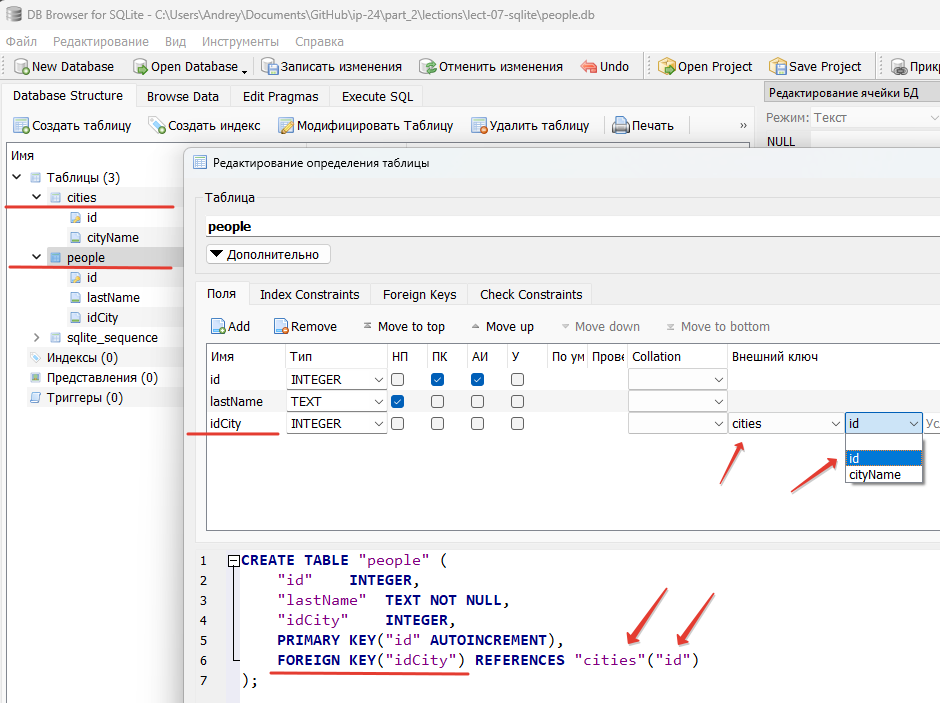 DB Browser for SQLite - C:\Users\Andrey\Documents\GitHub\ip-24\part_2\lections\lect-07-sqlite\people.db
Файл Редактирование Вид Инструменты Справка
New Database Open Database Записать изменения Отменить изменения Undo Open Project Save Project
Database Structure Browse Data Edit Pragmas Execute SQL
Редактирование ячейки БД
Создать таблицу Создать индекс Модифицировать Таблицу Удалить таблицу Печать »
Режим: Текст
NULL
Имя
Таблицы (3)
cities
id
cityName
people
id
lastName
idCity
sqlite_sequence
Индексы (0)
Представления (0)
Триггеры (0)
Редактирование определения таблицы
Таблица
people
Дополнительно
Поля Index Constraints Foreign Keys Check Constraints
Add Remove Move to top Move up Move down Move to bottom
Имя Тип НП ПК АИ У По ум Прове Collation Внешний ключ
id INTEGER
lastName TEXT
idCity INTEGER cities id Ус
id
cityName
1 CREATE TABLE "people" (
2 "id" INTEGER,
3 "lastName" TEXT NOT NULL,
4 "idCity" INTEGER,
5 PRIMARY KEY("id" AUTOINCREMENT),
6 FOREIGN KEY("idCity") REFERENCES "cities"("id")
7 );